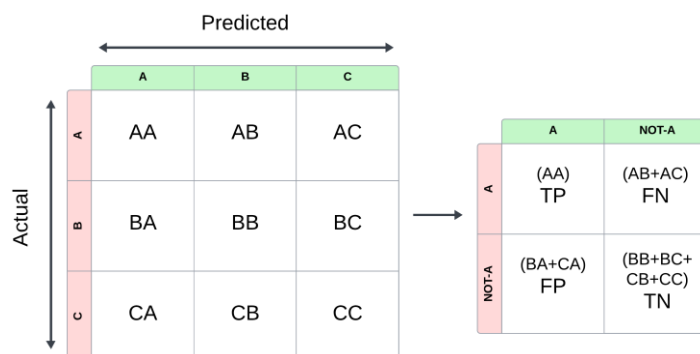 Predicted
A B C
Actual
A AA AB AC
B BA BB BC
C CA CB CC
A NOT-A
A (AA) (AB+AC)
TP FN
NOT-A (BA+CA) (BB+BC+
CB+CC)
FP TN